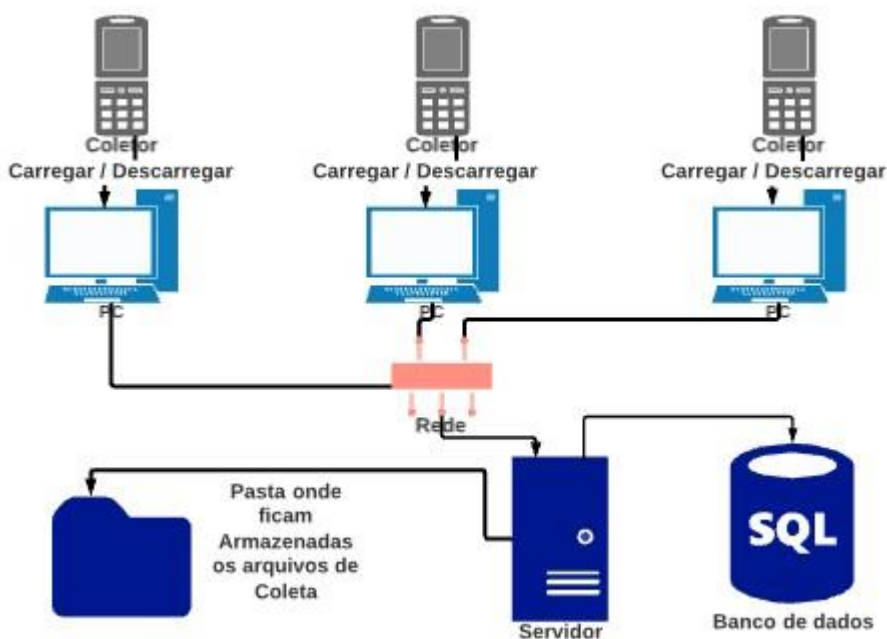 Coletor
Coletor
Coletor
Carregar / Descarregar
Carregar / Descarregar
Carregar / Descarregar
PC
PC
PC
Rede
Pasta onde
ficam
Armazenadas
os arquivos de
Coleta
SQL
Servidor
Banco de dados